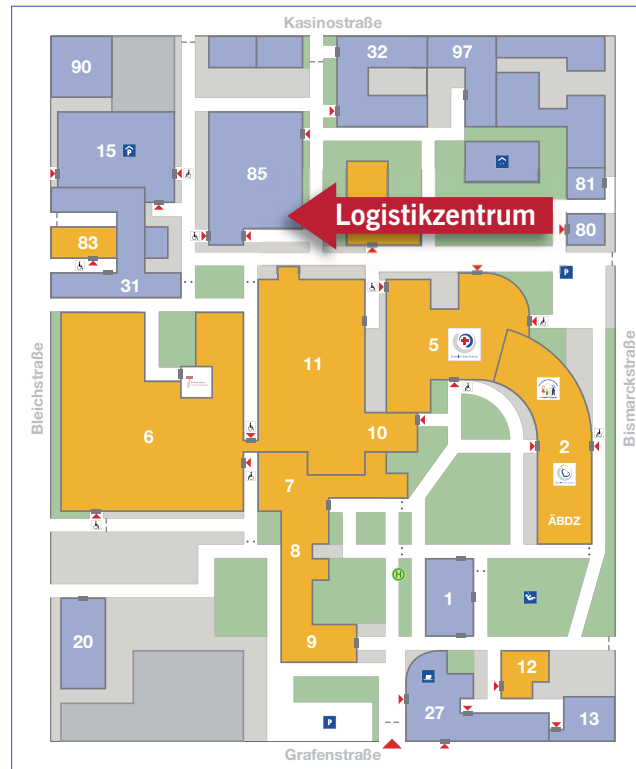 Kasinostraße
90
32
97
15
P
85
81
Logistikzentrum
80
83
31
P
Bleichstraße
Bismarckstraße
11
5
6
10
2
7
ÄBDZ
8
H
1
20
9
12
27
13
P
Grafenstraße